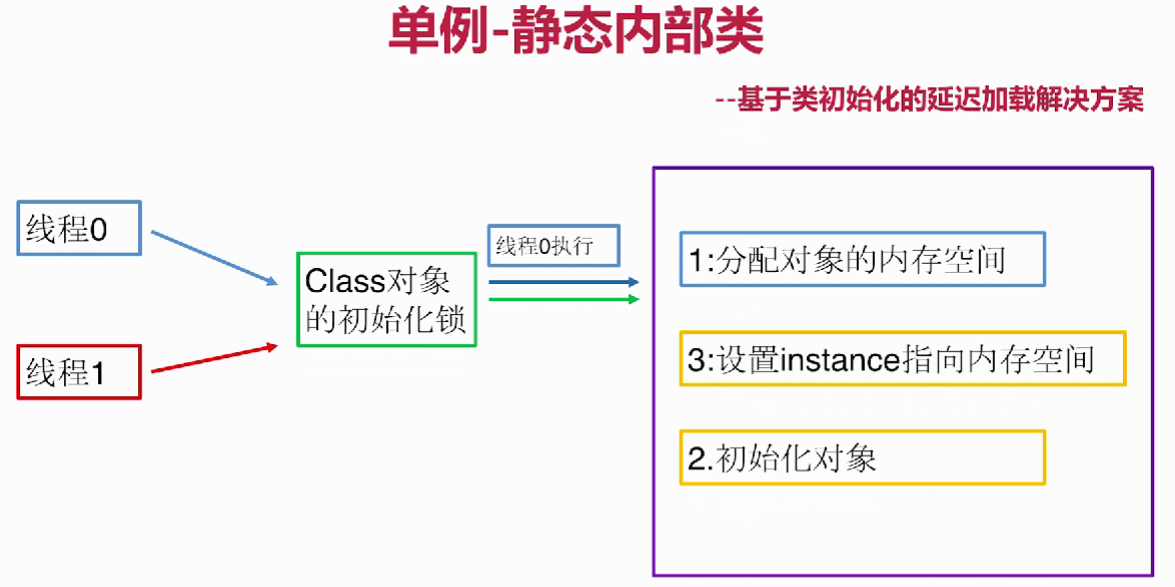 单例-静态内部类
--基于类初始化的延迟加载解决方案
线程0
线程1
Class对象
的初始化锁
线程0执行
1:分配对象的内存空间
3:设置instance指向内存空间
2.初始化对象